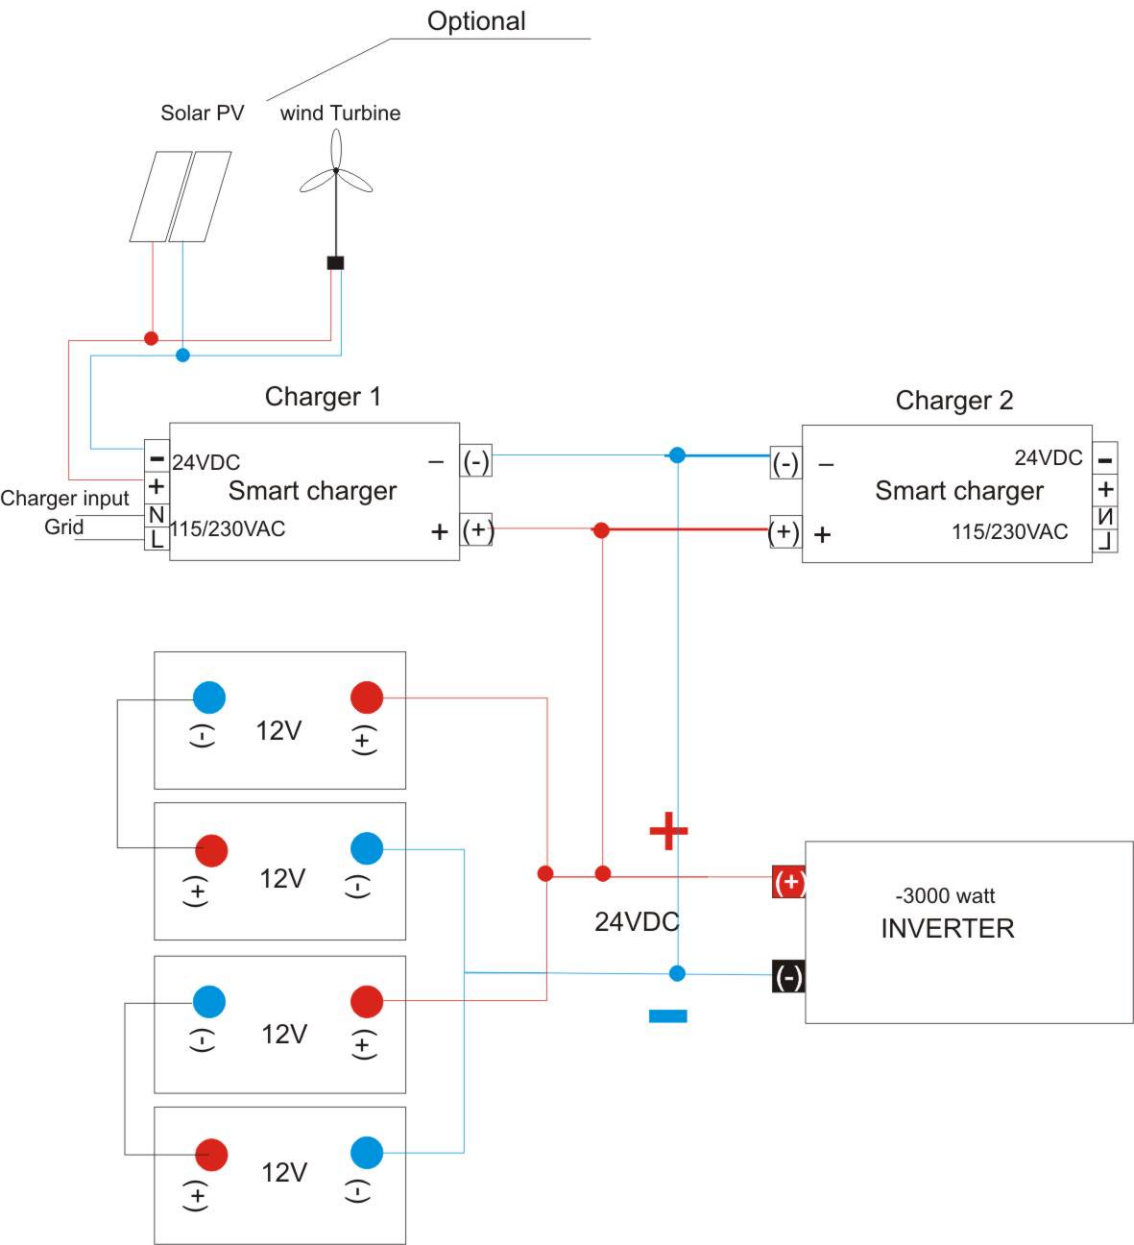 Optional
Solar PV wind Turbine
Charger 1
Charger 2
- 24VDC
+
Charger input
Grid
N
L
115/230VAC
Smart charger
– (-)
+ (+)
(-) –
(+) +
Smart charger
24VDC -
+
N
L
115/230VAC
(-) 12V (+)
(+) 12V (-)
(-) 12V (+)
(+) 12V (-)
+
24VDC
-
(+)
(-)
-3000 watt
INVERTER